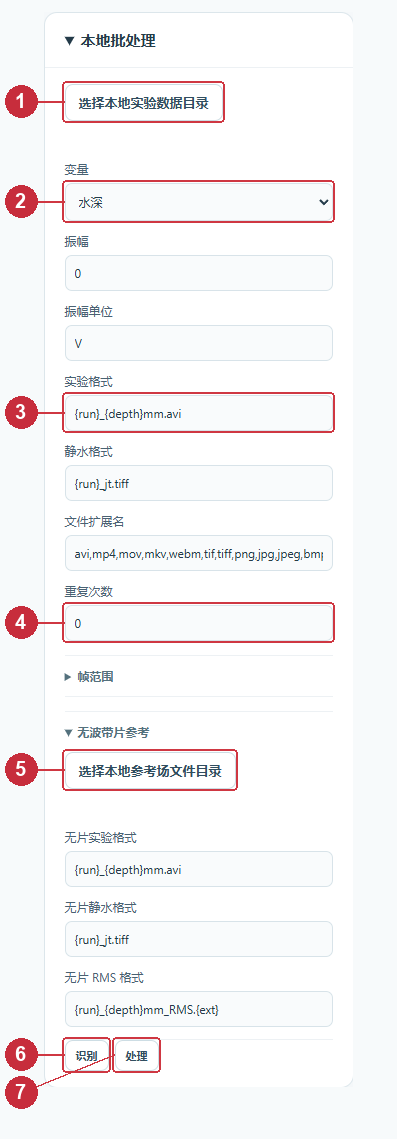 ▼ 本地批处理
1 选择本地实验数据目录
变量
2 水深
振幅
0
振幅单位
V
实验格式
3 {run}_{depth}mm.avi
静水格式
{run}_jt.tiff
文件扩展名
avi,mp4,mov,mkv,webm,tif,tiff,png,jpg,jpeg,bmp
重复次数
4 0
▶ 帧范围
▼ 无波带片参考
5 选择本地参考场文件目录
无片实验格式
{run}_{depth}mm.avi
无片静水格式
{run}_jt.tiff
无片 RMS 格式
{run}_{depth}mm_RMS.{ext}
6 识别 处理
7